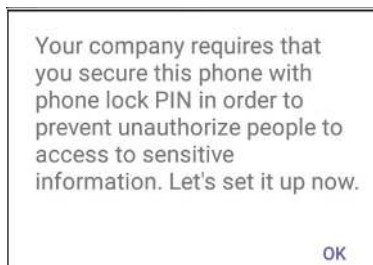 Your company requires that
you secure this phone with
phone lock PIN in order to
prevent unauthorize people to
access to sensitive
information. Let's set it up now.
OK